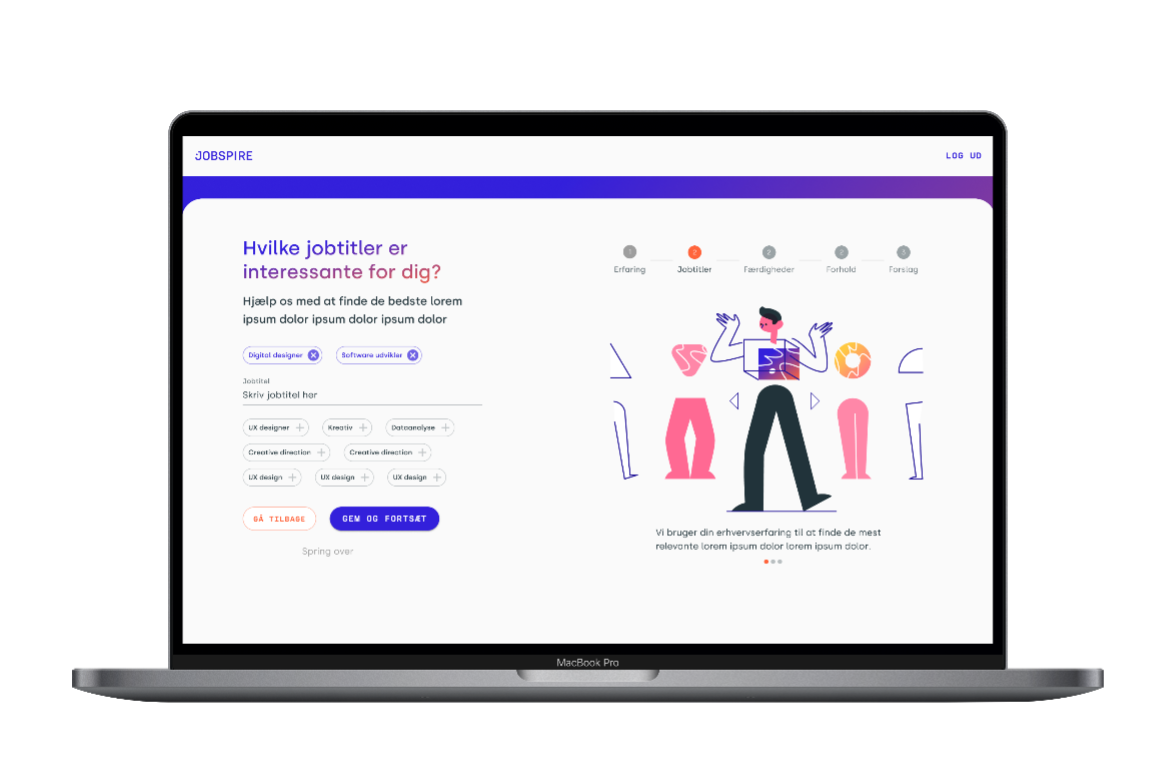 JOBSPIRE
LOG UD
Hvilke jobtitler er
interessante for dig?
Hjælp os med at finde de bedste lorem
ipsum dolor ipsum dolor ipsum dolor
Digital designer
Software udvikler
Jobtitel
Skriv jobtitel her
UX designer
Kreativ
Dataanalyse
Creative direction
Creative direction
UX design
UX design
UX design
GÅ TILBAGE
GEM OG FORTSÆT
Spring over
1
2
2
2
3
Erfaring
Jobtitler
Færdigheder
Forhold
Forslag
Vi bruger din erhvervserfaring til at finde de mest
relevante lorem ipsum dolor lorem ipsum dolor.
MacBook Pro